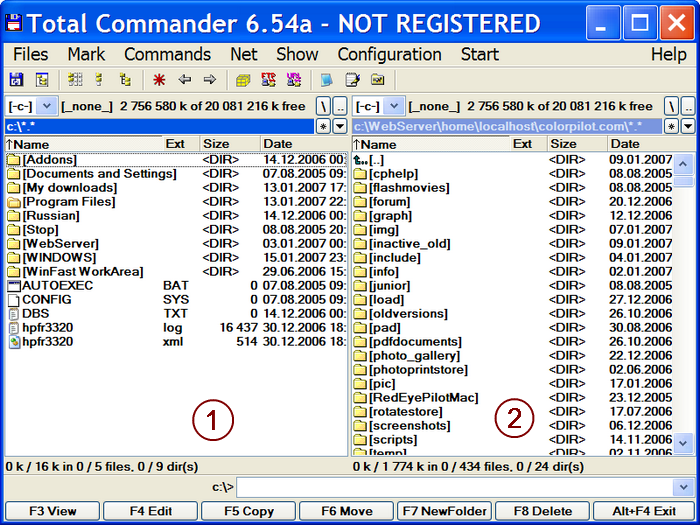 Total Commander 6.54a - NOT REGISTERED
Files Mark Commands Net Show Configuration Start Help
[-c-] [_none_] 2 756 580 k of 20 081 216 k free \ .. [-c-] [_none_] 2 756 580 k of 20 081 216 k free \ ..
c:\*.* * c:\WebServer\home\localhost\colorpilot.com\*.* *
↑Name Ext Size Date ↑Name Ext Size Date
[Addons] <DIR> 14.12.2006 00: [..] <DIR> 09.01.2007
[Documents and Settings] <DIR> 07.08.2005 09: [cphelp] <DIR> 08.08.2005
[My downloads] <DIR> 13.01.2007 17: [flashmovies] <DIR> 08.08.2005
[Program Files] <DIR> 13.01.2007 22: [forum] <DIR> 20.12.2006
[Russian] <DIR> 14.12.2006 00: [graph] <DIR> 12.12.2006
[Stop] <DIR> 08.08.2005 20: [img] <DIR> 07.01.2007
[WebServer] <DIR> 03.01.2007 00: [inactive_old] <DIR> 09.01.2007
[WINDOWS] <DIR> 15.01.2007 23: [include] <DIR> 04.01.2007
[WinFast WorkArea] <DIR> 29.06.2006 15: [info] <DIR> 02.01.2007
AUTOEXEC BAT 0 07.08.2005 09: [junior] <DIR> 08.08.2005
CONFIG SYS 0 07.08.2005 09: [load] <DIR> 27.12.2006
DBS TXT 0 14.12.2006 00: [oldversions] <DIR> 26.10.2006
hpfr3320 log 16 437 30.12.2006 18: [pad] <DIR> 30.08.2006
hpfr3320 xml 514 30.12.2006 18: [pdfdocuments] <DIR> 26.10.2006
[photo_gallery] <DIR> 22.12.2006
[photoprintstore] <DIR> 02.06.2006
[pic] <DIR> 17.01.2006
[RedEyePilotMac] <DIR> 23.12.2005
[rotatestore] <DIR> 17.07.2006
[screenshots] <DIR> 06.12.2006
[scripts] <DIR> 14.11.2006
[temp] <DIR> 02.11.2006
1 2
0 k / 16 k in 0 / 5 files, 0 / 9 dir(s) 0 k / 1 774 k in 0 / 434 files, 0 / 24 dir(s)
c:\>
F3 View F4 Edit F5 Copy F6 Move F7 NewFolder F8 Delete Alt+F4 Exit